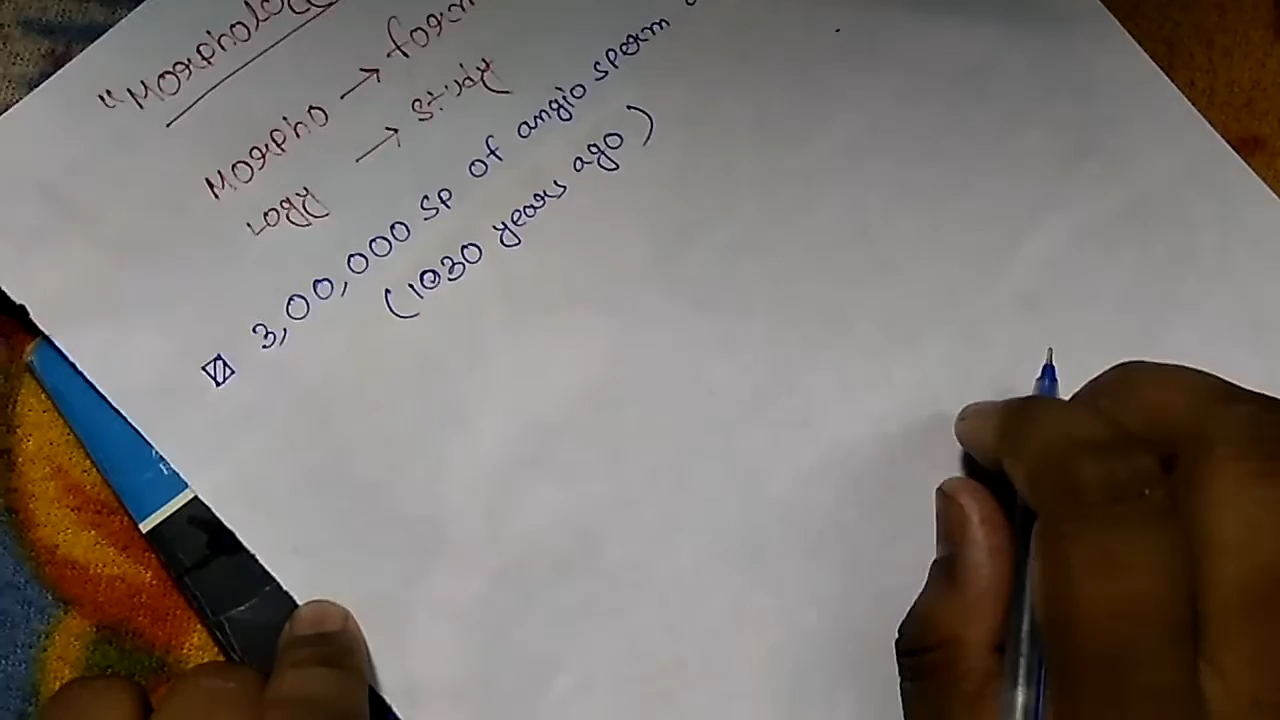 "Morpholo
Morpho → form
Logy → study
3,00,000 sp of angio sperm
(1030 years ago)